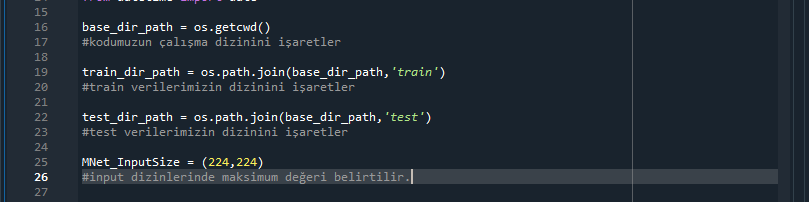 16 base_dir_path = os.getcwd()
17 #kodumuzun çalışma dizinini işaretler
18
19 train_dir_path = os.path.join(base_dir_path,'train')
20 #train verilerimizin dizinini işaretler
21
22 test_dir_path = os.path.join(base_dir_path,'test')
23 #test verilerimizin dizinini işaretler
24
25 MNet_InputSize = (224,224)
26 #input dizinlerinde maksimum değeri belirtilir.
27